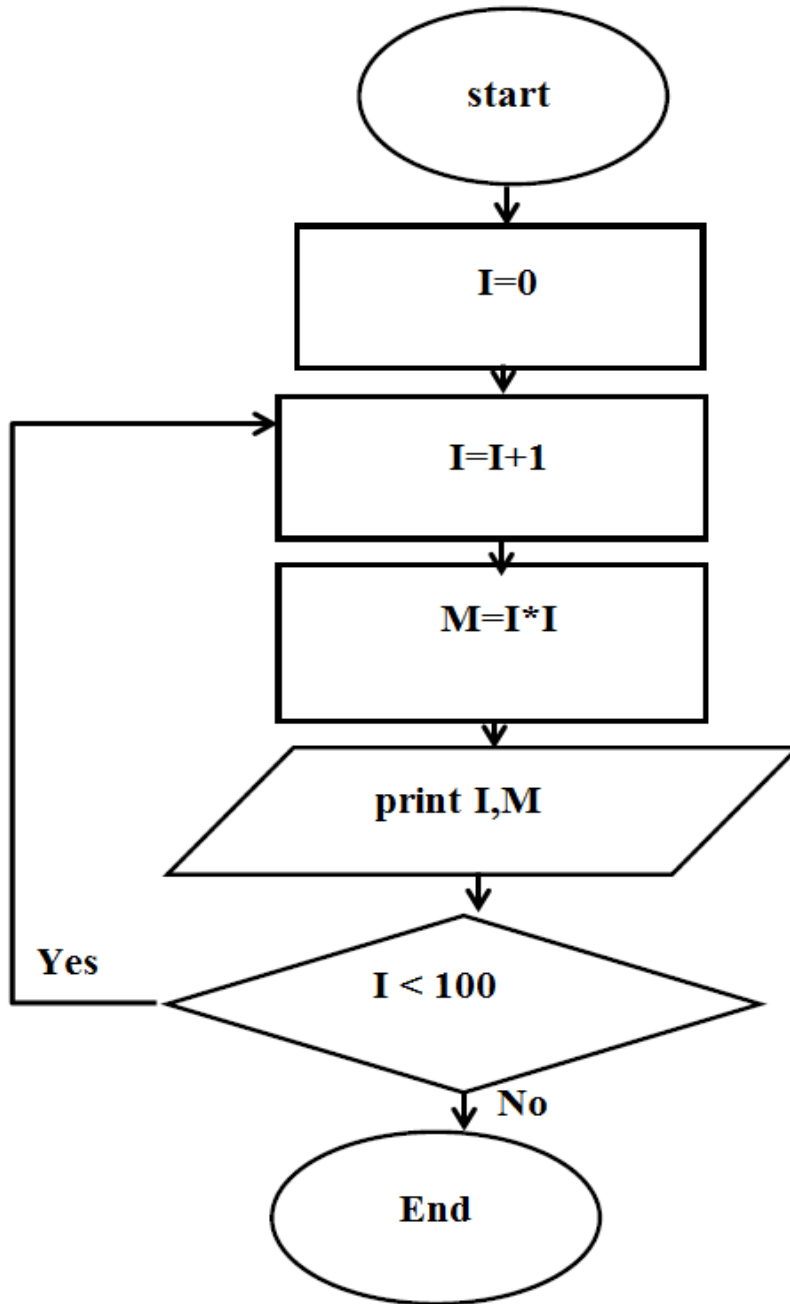 start
I=0
I=I+1
M=I*I
print I,M
I < 100
Yes
No
End